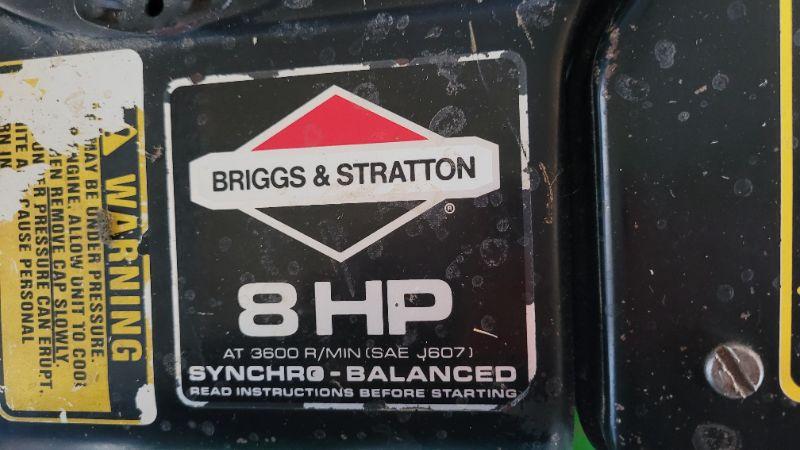 BRIGGS & STRATTON
®
8 HP
AT 3600 R/MIN (SAE J607)
SYNCHRO - BALANCED
READ INSTRUCTIONS BEFORE STARTING
WARNING
MAY BE UNDER PRESSURE.
ENGINE. ALLOW UNIT TO COOL
REMOVE CAP SLOWLY.
PRESSURE CAN ERUPT,
CAUSE PERSONAL